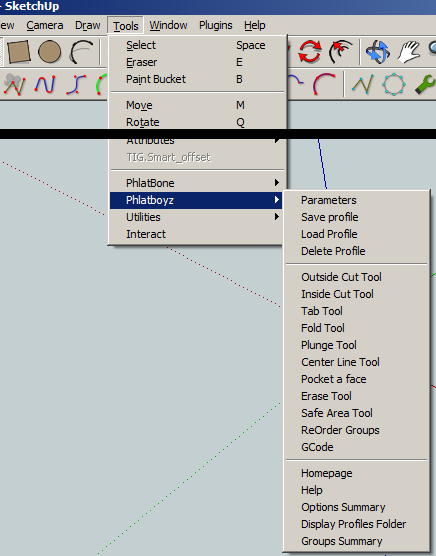 - SketchUp
ew Camera Draw Tools Window Plugins Help
Select Space
Eraser E
Paint Bucket B
Move M
Rotate Q
Attributes
TIG.Smart_offset
PhlatBone
Phlatboyz
Utilities
Interact
Parameters
Save profile
Load Profile
Delete Profile
Outside Cut Tool
Inside Cut Tool
Tab Tool
Fold Tool
Plunge Tool
Center Line Tool
Pocket a face
Erase Tool
Safe Area Tool
ReOrder Groups
GCode
Homepage
Help
Options Summary
Display Profiles Folder
Groups Summary